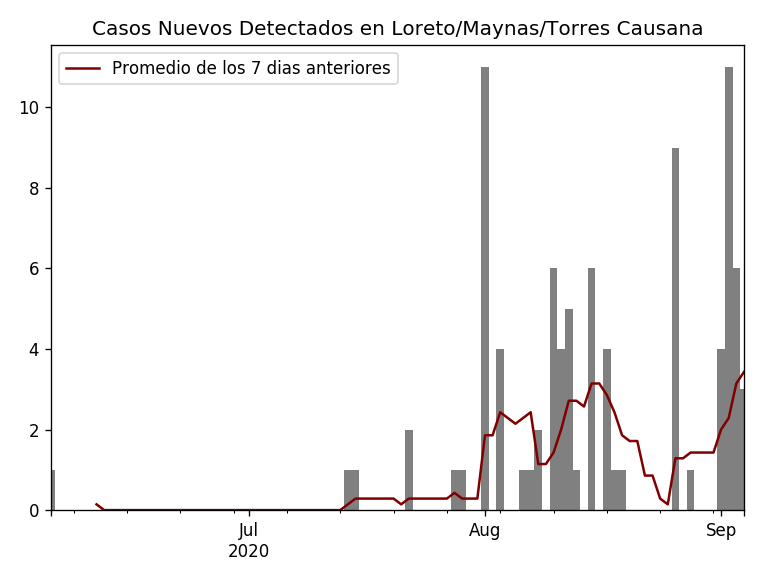 Casos Nuevos Detectados en Loreto/Maynas/Torres Causana
Promedio de los 7 dias anteriores
10
8
6
4
2
0
Jul
2020
Aug
Sep